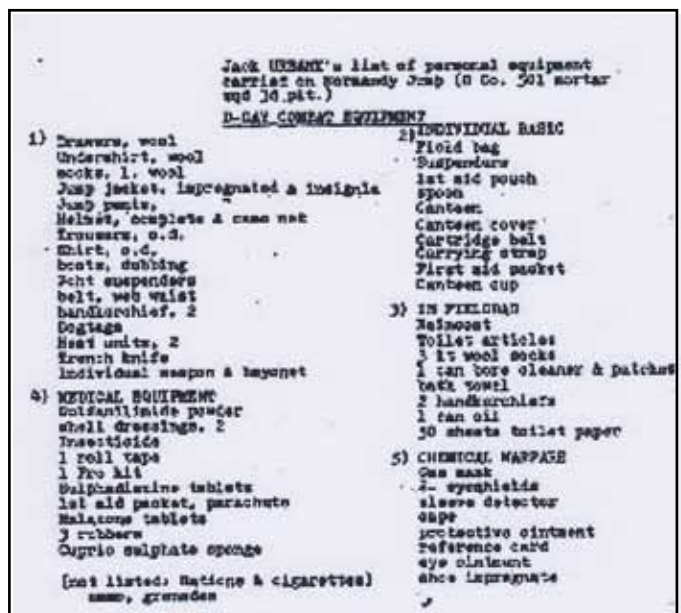 Jack URBANK's list of personal equipment
carried on Normandy Jump (D Co. 501 mortar
sqd 3d plt.)
D-DAY COMBAT EQUIPMENT
1) Drawers, wool
Undershirt, wool
socks, l. wool
Jump jacket, impregnated & insignia
Jump pants,
Helmet, complete & camo net
Trousers, o.d.
Shirt, o.d.
boots, dubbing
suspenders
belt, web waist
handkerchief, 2
Dogtags
Heat units, 2
Trench knife
individual weapon & bayonet
4) MEDICAL EQUIPMENT
Sulfanilimide powder
shell dressings, 2
Insecticide
1 roll tape
1 Pro kit
Sulphadiazine tablets
1st aid packet, parachute
Halazone tablets
3 rubbers
Cuprio sulphate sponge
(not listed: Rations & cigarettes)
ammo, grenades
2) INDIVIDUAL BASIC
Field bag
Suspenders
1st aid pouch
spoon
Canteen
Canteen cover
Cartridge belt
Carrying strap
First aid packet
Canteen cup
3) IN FIELDBAG
Raincoat
Toilet articles
3 lt wool socks
1 can bore cleaner & patches
bath towel
2 handkerchiefs
1 can oil
50 sheets toilet paper
5) CHEMICAL WARFARE
Gas mask
2- eyeshields
sleeve detector
cape
protective ointment
reference card
eye ointment
shoe impregnate